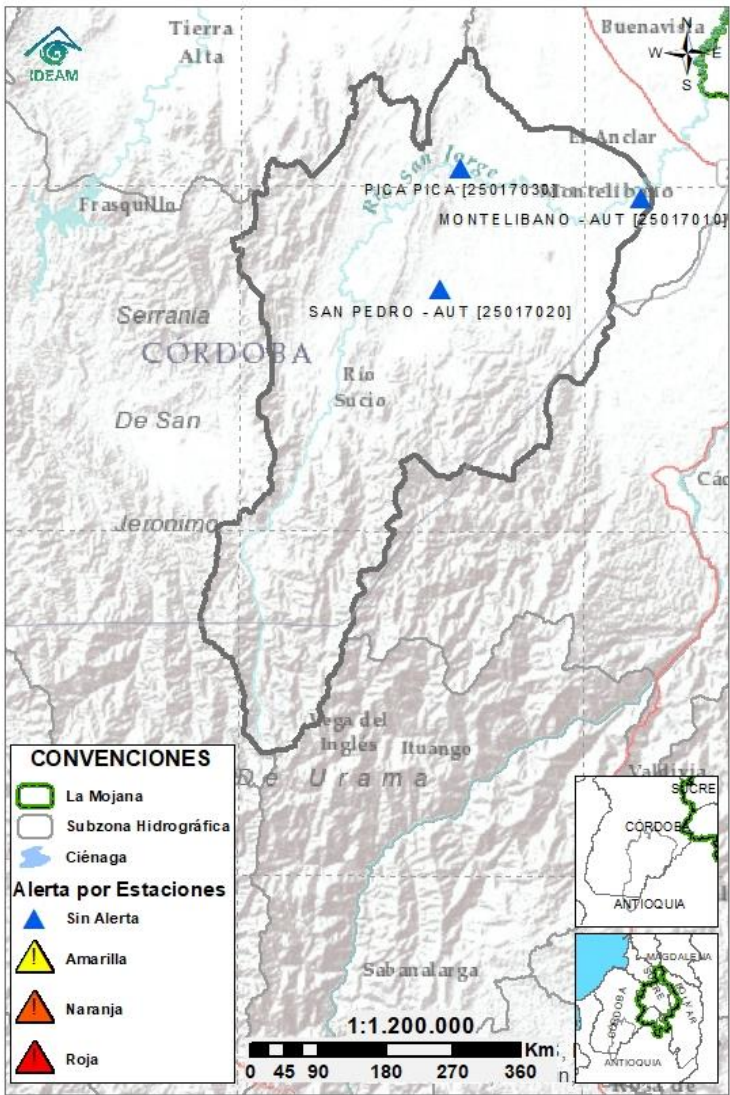 IDEAM
Tierra
Alta
Buenavista
N
W
E
S
El Anclar
Río San Jorge
PICA PICA [25017030]
Montelibano
Frasquillo
MONTELIBANO - AUT [25017010]
SAN PEDRO - AUT [25017020]
Serrania
CÓRDOBA
Río
Sucio
De San
Jeronimo
Vega del
Inglés
Ituango
De Urama
Valdivia
Sabanalarga
CONVENCIONES
La Mojana
Subzona Hidrográfica
Ciénaga
Alerta por Estaciones
Sin Alerta
Amarilla
Naranja
Roja
1:1.200.000
Km
0 45 90 180 270 360
SUCRE
CÓRDOBA
ANTIOQUIA
MAGDALENA
SUCRE
BOLIVAR
CÓRDOBA
ANTIOQUIA